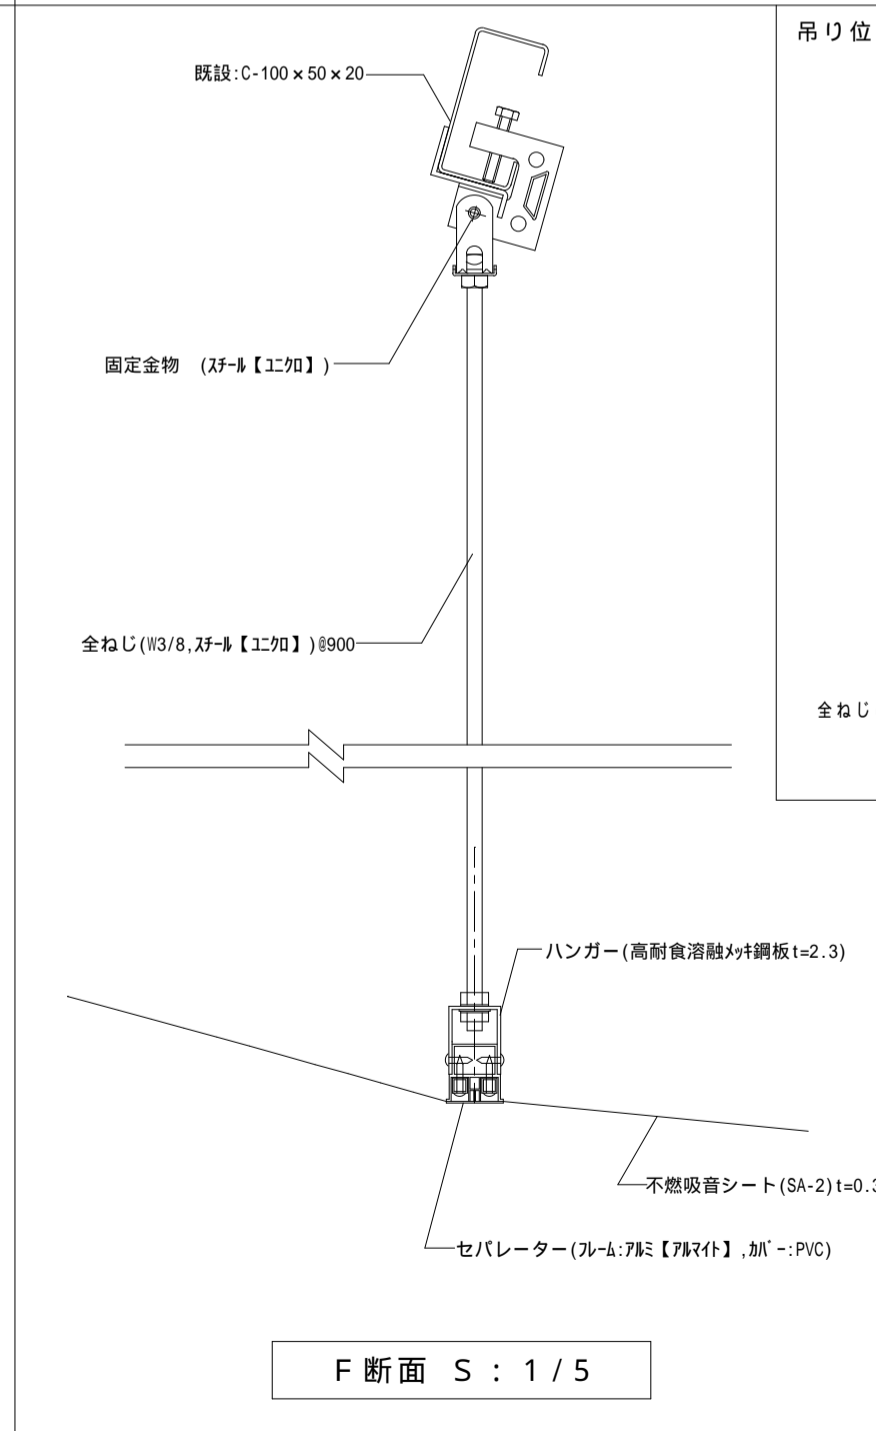 吊り位
既設:C-100×50×20
固定金物 (ｽﾁｰﾙ【ﾕﾆｸﾛ】)
全ねじ(W3/8,ｽﾁｰﾙ【ﾕﾆｸﾛ】)@900
全ねじ
ハンガー(高耐食溶融ﾒｯｷ鋼板t=2.3)
不燃吸音シート(SA-2)t=0.3
セパレーター(ﾌﾚｰﾑ:ｱﾙﾐ【ｱﾙﾏｲﾄ】,ｶﾊﾞｰ:PVC)
F断面 S：1/5